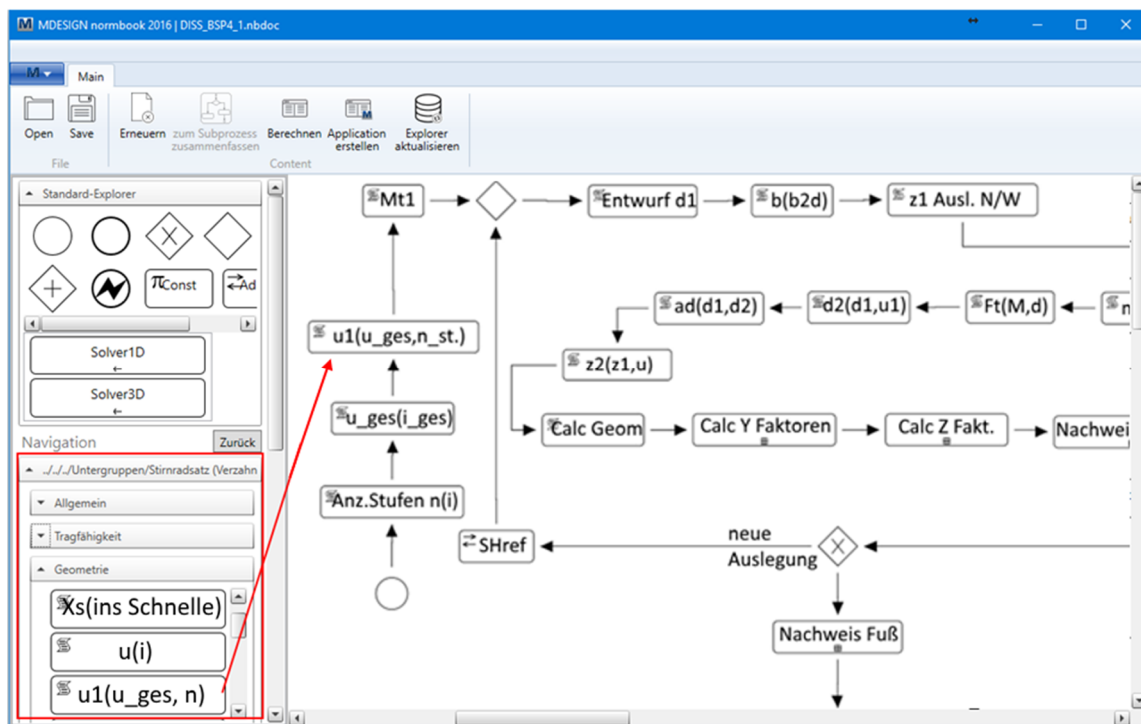 MDESIGN normbook 2016 | DISS_BSP4_1.nbdoc
M
Main
Open
Save
Erneuern
zum Subprozess
zusammenfassen
Berechnen
Application
erstellen
Explorer
aktualisieren
File
Content
Standard-Explorer
πConst
Ad
Solver1D
Solver3D
Navigation
Zurück
../../../Untergruppen/Stirnradsatz (Verzahn
Allgemein
Tragfähigkeit
Geometrie
Xs(ins Schnelle)
u(i)
u1(u_ges, n)
Mt1
Entwurf d1
b(b2d)
z1 Ausl. N/W
ad(d1,d2)
d2(d1,u1)
Ft(M,d)
n
u1(u_ges,n_st.)
z2(z1,u)
u_ges(i_ges)
Calc Geom
Calc Y Faktoren
Calc Z Fakt.
Nachwei
Anz.Stufen n(i)
SHref
neue
Auslegung
X
Nachweis Fuß